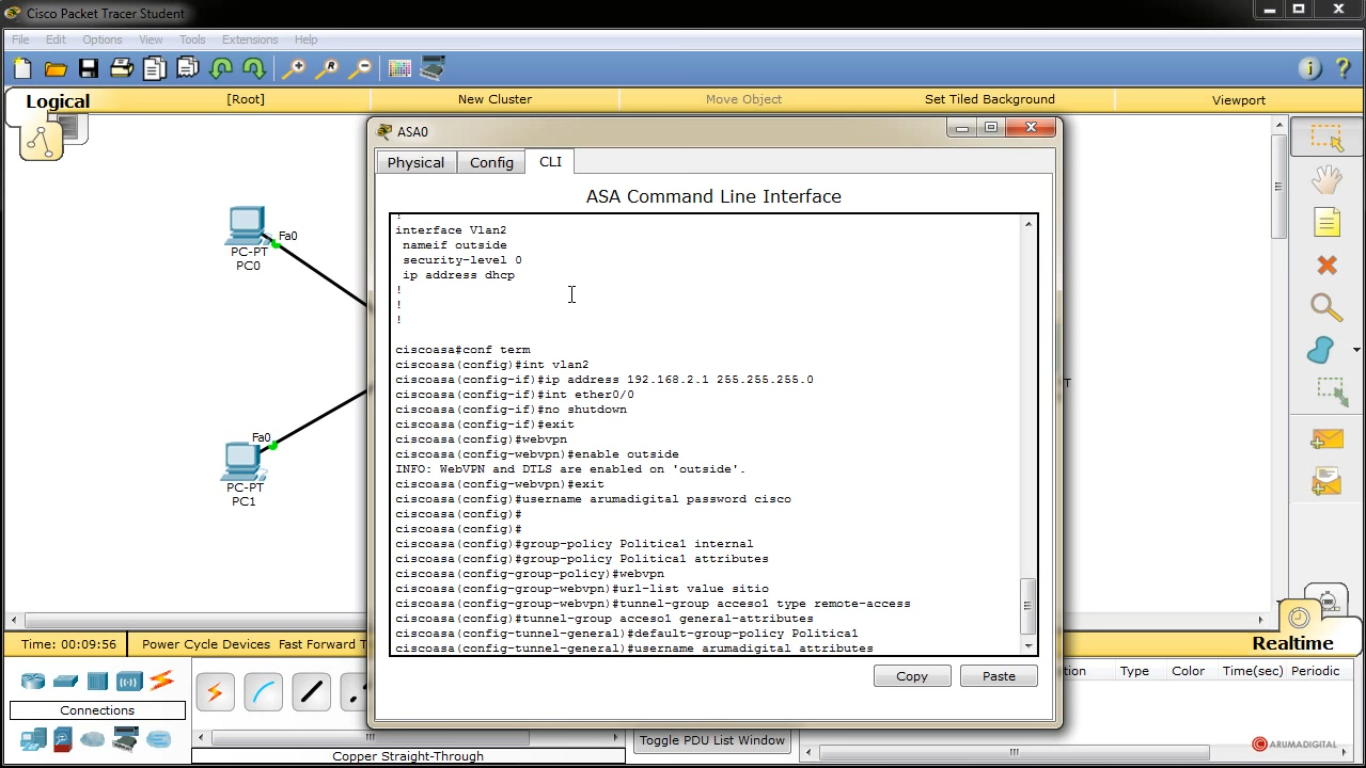 Cisco Packet Tracer Student
File Edit Options View Tools Extensions Help
Logical [Root] New Cluster Move Object Set Tiled Background Viewport
ASA0
Physical Config CLI
ASA Command Line Interface
!
interface Vlan2
nameif outside
security-level 0
ip address dhcp
!
!
!
ciscoasa#conf term
ciscoasa(config)#int vlan2
ciscoasa(config-if)#ip address 192.168.2.1 255.255.255.0
ciscoasa(config-if)#int ether0/0
ciscoasa(config-if)#no shutdown
ciscoasa(config-if)#exit
ciscoasa(config)#webvpn
ciscoasa(config-webvpn)#enable outside
INFO: WebVPN and DTLS are enabled on 'outside'.
ciscoasa(config-webvpn)#exit
ciscoasa(config)#username arumadigital password cisco
ciscoasa(config)#
ciscoasa(config)#
ciscoasa(config)#group-policy Politica1 internal
ciscoasa(config)#group-policy Politica1 attributes
ciscoasa(config-group-policy)#webvpn
ciscoasa(config-group-webvpn)#url-list value sitio
ciscoasa(config-group-webvpn)#tunnel-group acceso1 type remote-access
ciscoasa(config)#tunnel-group acceso1 general-attributes
ciscoasa(config-tunnel-general)#default-group-policy Politica1
ciscoasa(config-tunnel-general)#username arumadigital attributes
Copy Paste
Fa0
PC-PT
PC0
Fa0
PC-PT
PC1
T
Time: 00:09:56 Power Cycle Devices Fast Forward T
Realtime
Connections
Copper Straight-Through
Toggle PDU List Window
tion Type Color Time(sec) Periodic
ARUMADIGITAL